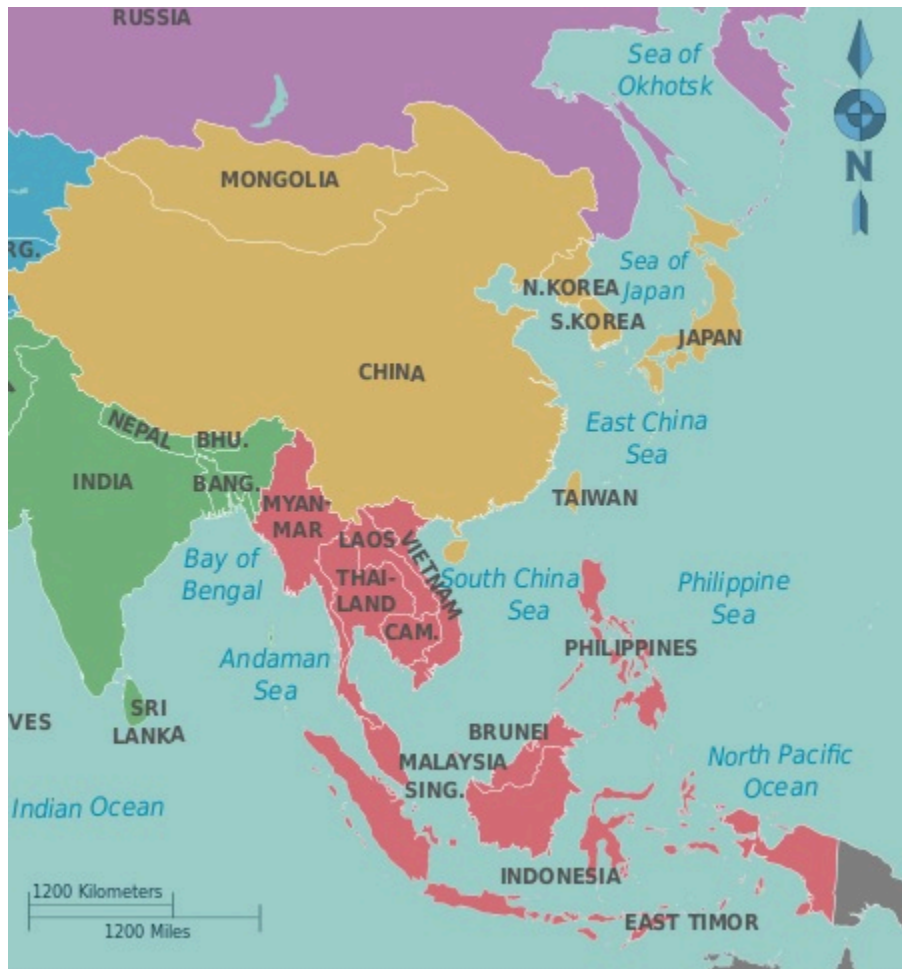 RUSSIA
Sea of
Okhotsk
N
MONGOLIA
RG.
Sea of
Japan
N.KOREA
S.KOREA
JAPAN
CHINA
East China
Sea
NEPAL
BHU.
INDIA
BANG.
TAIWAN
MYAN-
MAR
LAOS
VIETNAM
Bay of
Bengal
THAI-
LAND
South China
Sea
Philippine
Sea
CAM.
PHILIPPINES
Andaman
Sea
VES
SRI
LANKA
BRUNEI
MALAYSIA
SING.
North Pacific
Ocean
Indian Ocean
INDONESIA
1200 Kilometers
1200 Miles
EAST TIMOR